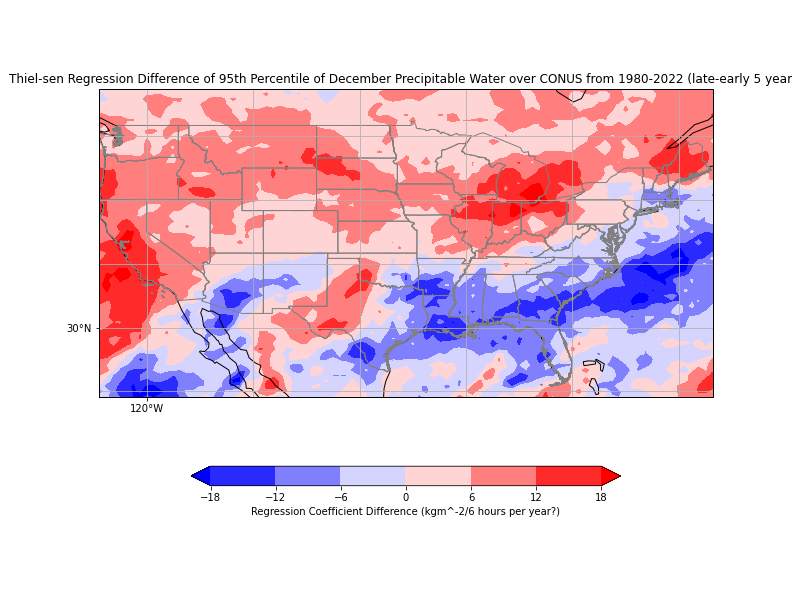 Thiel-sen Regression Difference of 95th Percentile of December Precipitable Water over CONUS from 1980-2022 (late-early 5 year
30°N
120°W
−18 −12 −6 0 6 12 18
Regression Coefficient Difference (kgm^-2/6 hours per year?)